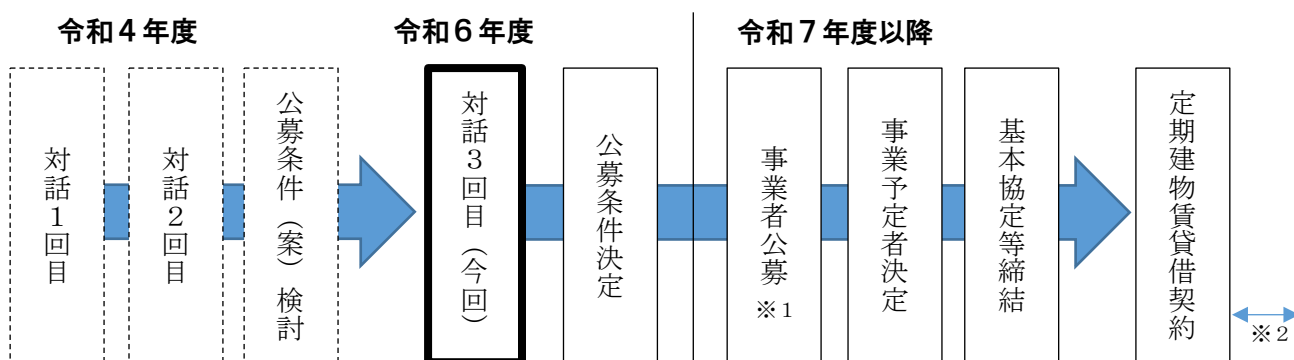 令和４年度
令和６年度
令和７年度以降
対話１回目
対話２回目
公募条件（案）検討
対話３回目（今回）
公募条件決定
事業者公募
※１
事業予定者決定
基本協定等締結
定期建物賃貸借契約
※２